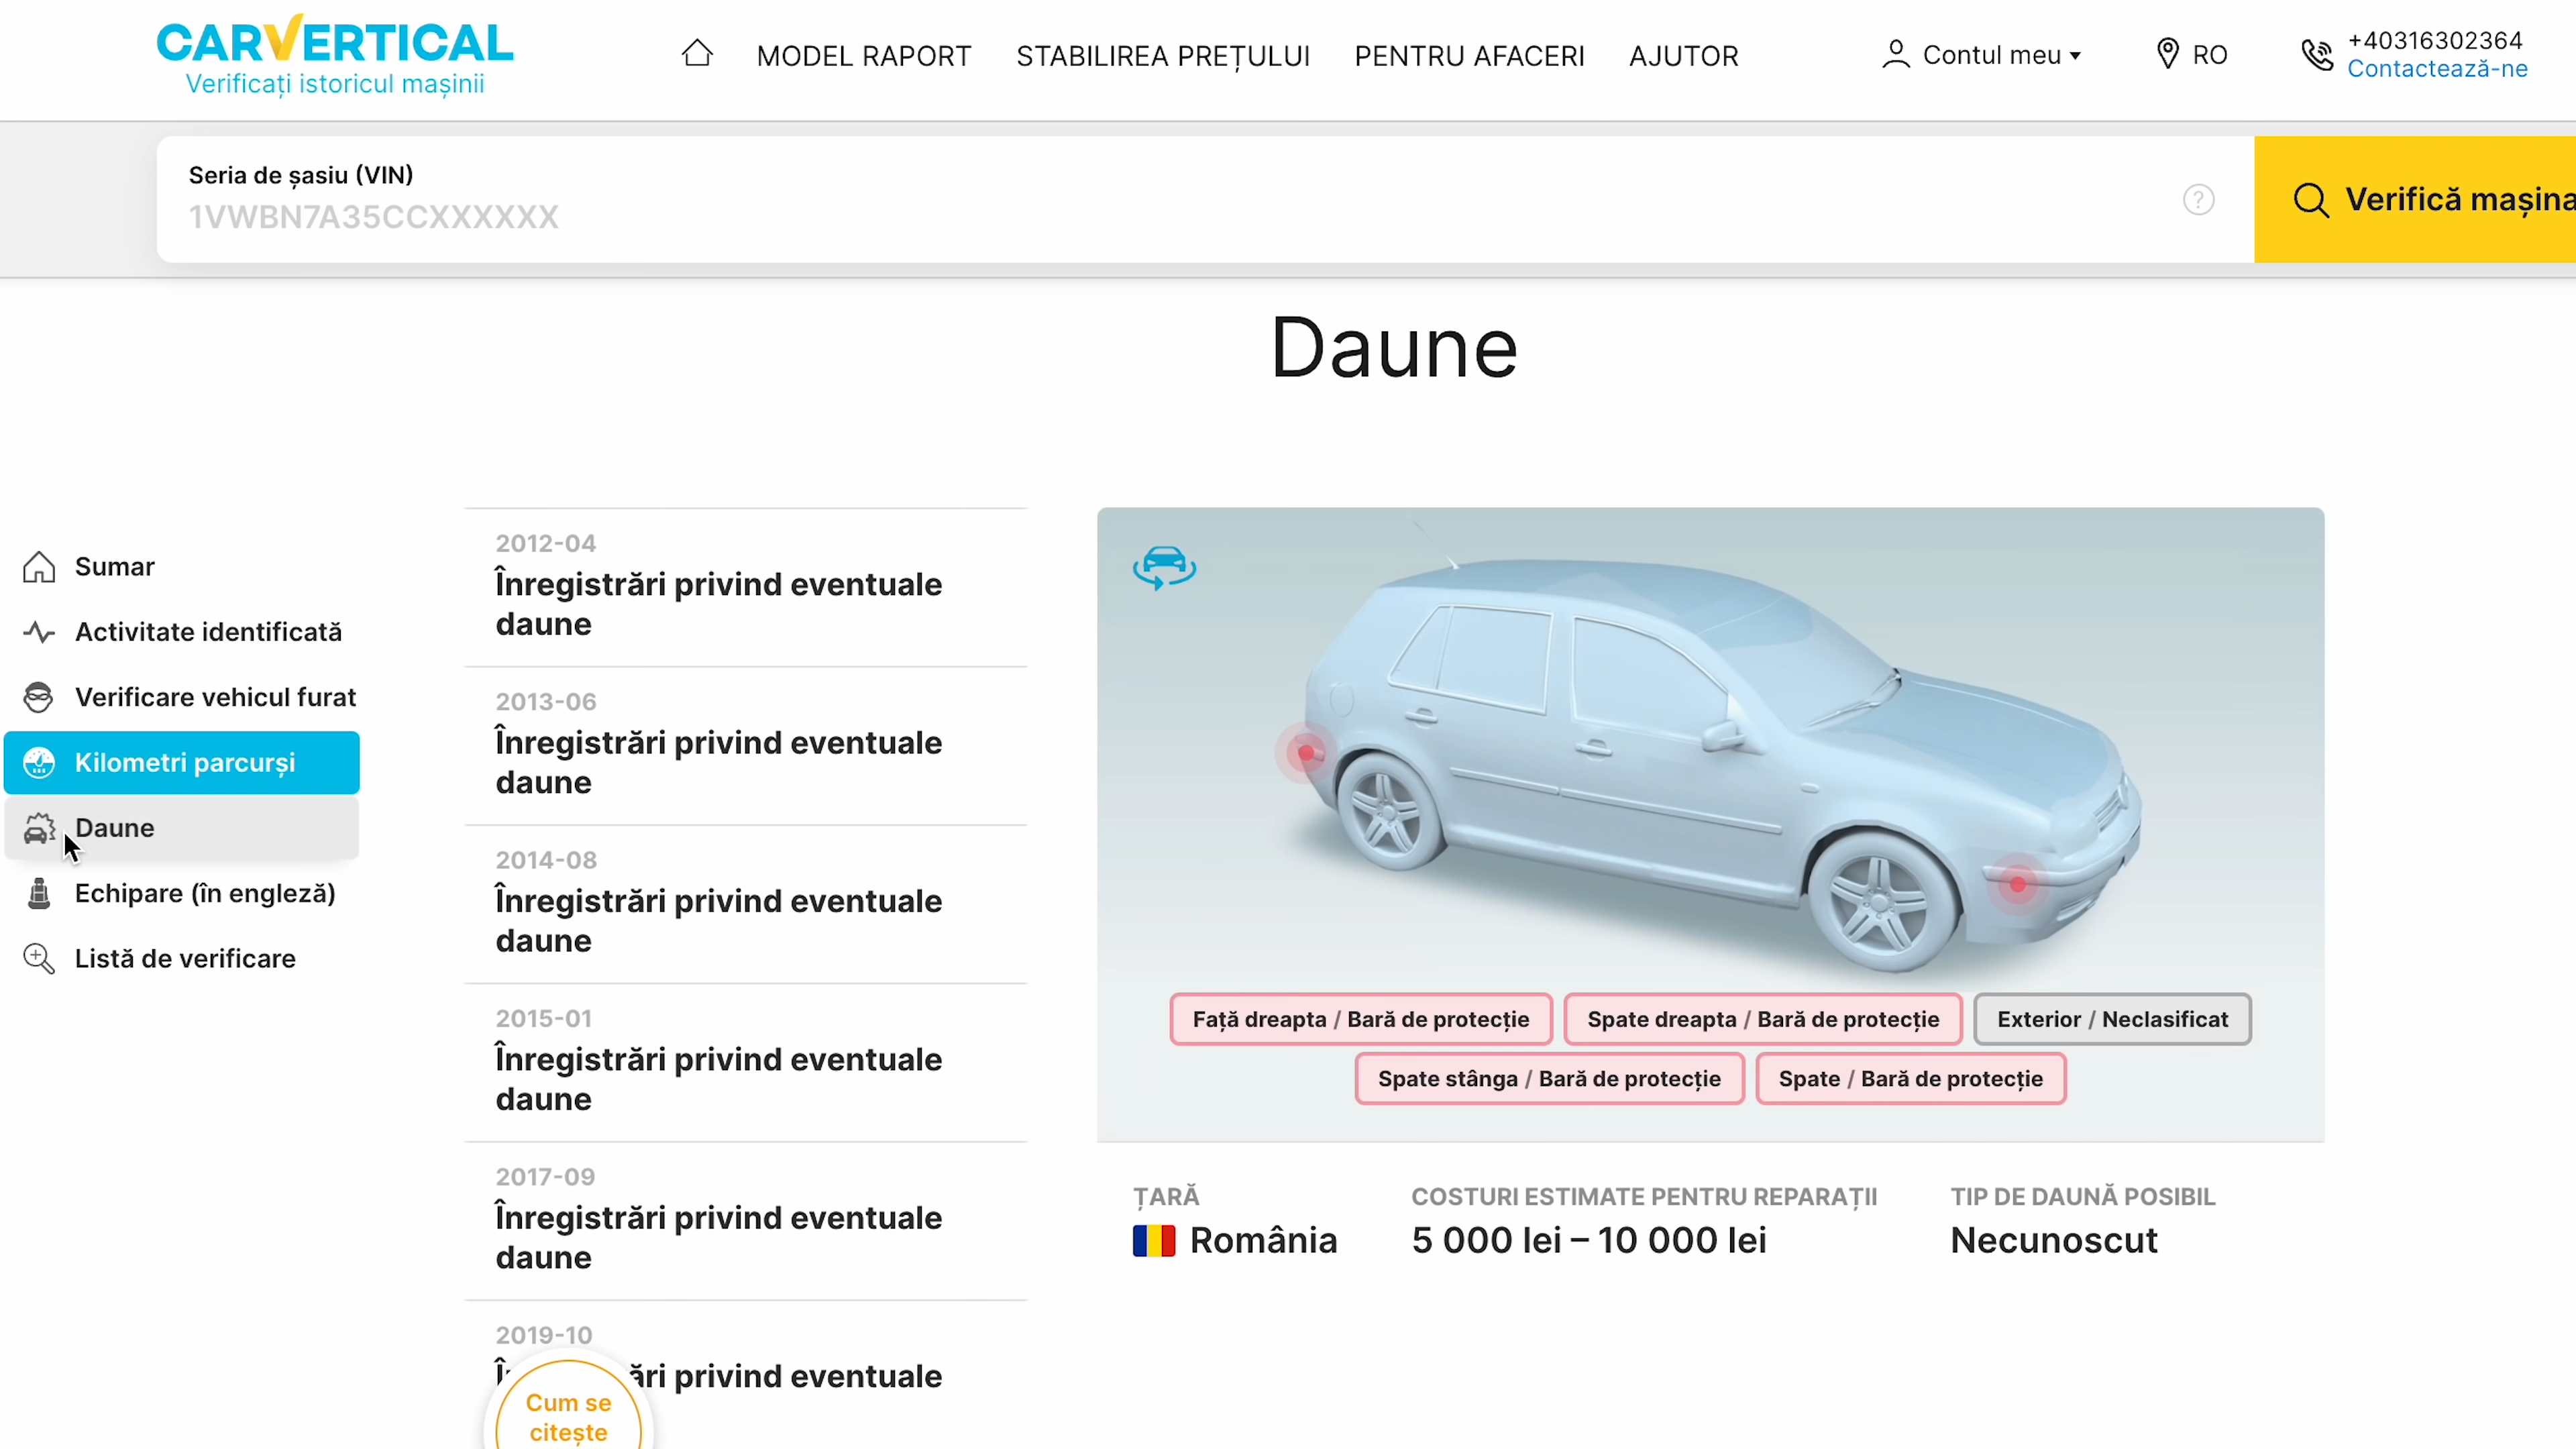 CARVERTICAL
Verificați istoricul mașinii
MODEL RAPORT
STABILIREA PREȚULUI
PENTRU AFACERI
AJUTOR
Contul meu
RO
+40316302364
Contactează-ne
Seria de șasiu (VIN)
1VWBN7A35CCXXXXXX
?
Verifică mașina
Daune
Sumar
Activitate identificată
Verificare vehicul furat
Kilometri parcurși
Daune
Echipare (în engleză)
Listă de verificare
2012-04
Înregistrări privind eventuale
daune
2013-06
Înregistrări privind eventuale
daune
2014-08
Înregistrări privind eventuale
daune
2015-01
Înregistrări privind eventuale
daune
2017-09
Înregistrări privind eventuale
daune
2019-10
privind eventuale
Cum se
citește
Față dreapta / Bară de protecție
Spate dreapta / Bară de protecție
Exterior / Neclasificat
Spate stânga / Bară de protecție
Spate / Bară de protecție
ȚARĂ
România
COSTURI ESTIMATE PENTRU REPARAȚII
5 000 lei – 10 000 lei
TIP DE DAUNĂ POSIBIL
Necunoscut